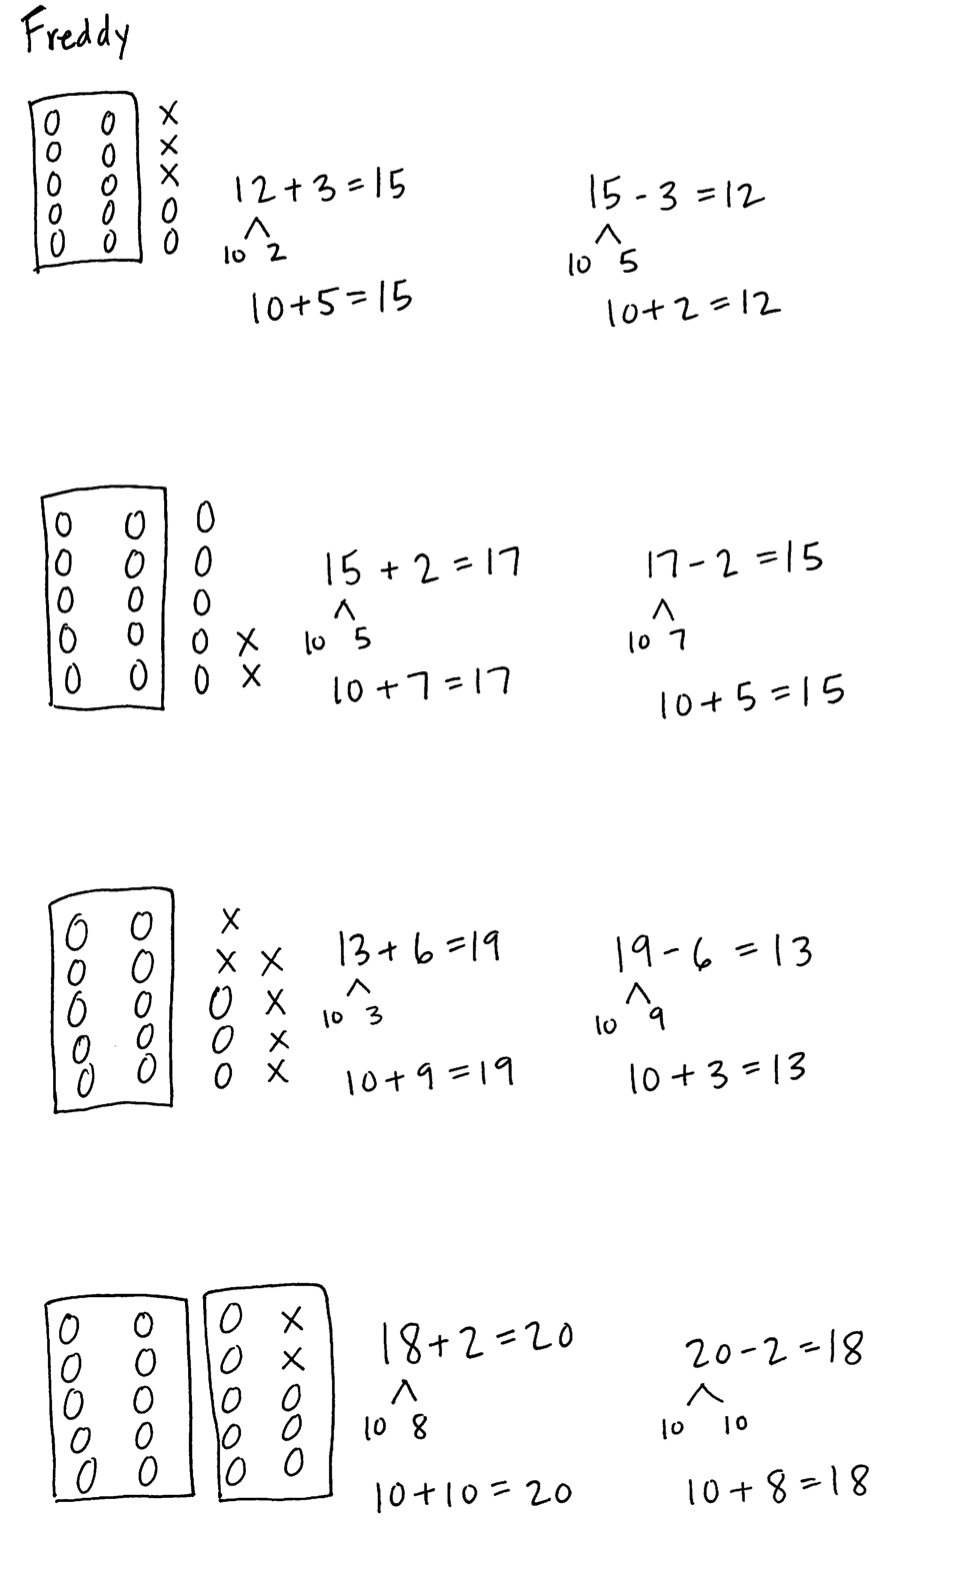 Freddy
O O X
O O X
O O X
O O O
O O O
12 + 3 = 15
10 2
10 + 5 = 15
15 - 3 = 12
10 5
10 + 2 = 12
O O O
O O O
O O O
O O O X
O O O X
15 + 2 = 17
10 5
10 + 7 = 17
17 - 2 = 15
10 7
10 + 5 = 15
O O X
O O X X
O O O X
O O O X
O O O X
13 + 6 = 19
10 3
10 + 9 = 19
19 - 6 = 13
10 9
10 + 3 = 13
O O O X
O O O X
O O O O
O O O O
O O O O
18 + 2 = 20
10 8
10 + 10 = 20
20 - 2 = 18
10 10
10 + 8 = 18